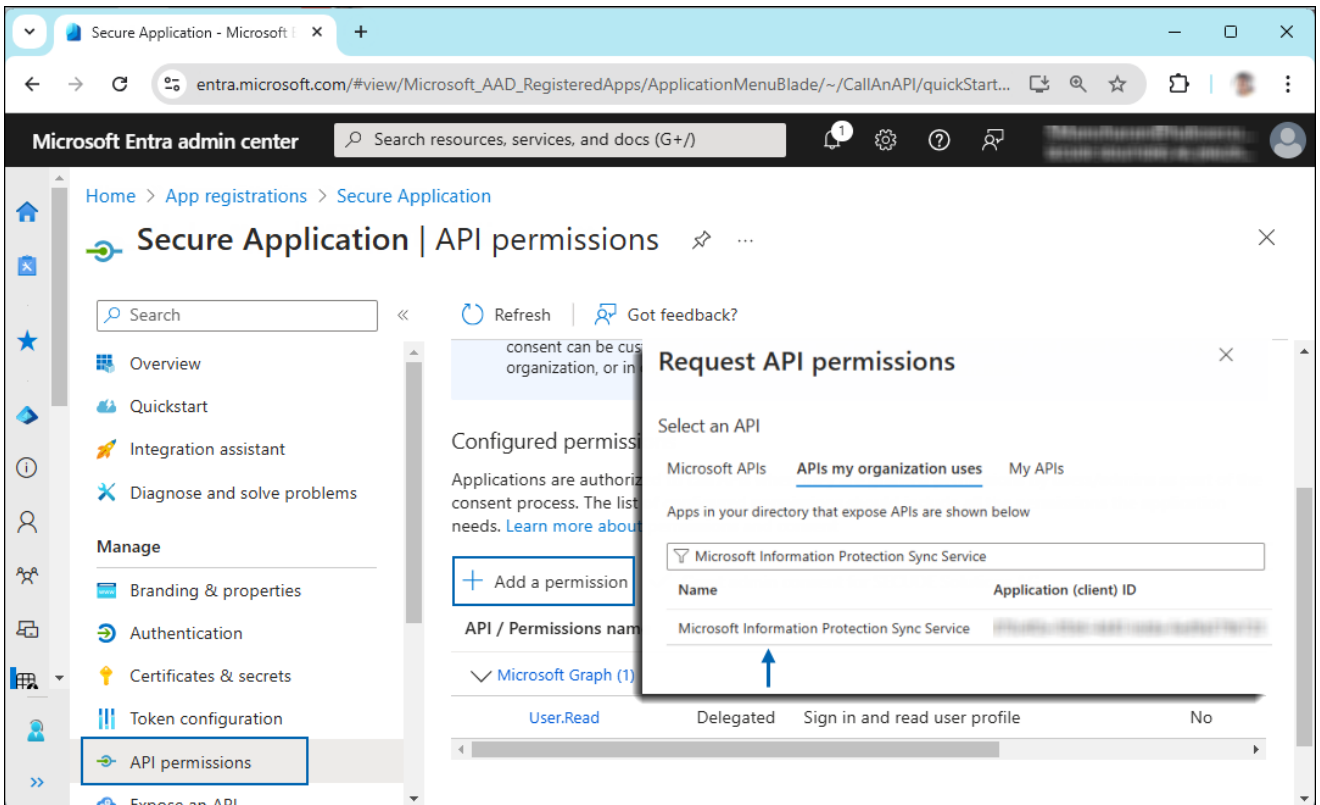 Secure Application - Microsoft E
entra.microsoft.com/#view/Microsoft_AAD_RegisteredApps/ApplicationMenuBlade/~/CallAnAPI/quickStart...
Microsoft Entra admin center
Search resources, services, and docs (G+/)
1
Home > App registrations > Secure Application
Secure Application | API permissions
...
Search
«
Overview
Quickstart
Integration assistant
Diagnose and solve problems
Manage
Branding & properties
Authentication
Certificates & secrets
Token configuration
API permissions
Expose an API
»
Refresh
Got feedback?
consent can be cus
organization, or in
Configured permissi
Applications are authoriz
consent process. The list
needs. Learn more about
+ Add a permission
API / Permissions nam
Microsoft Graph (1)
User.Read Delegated Sign in and read user profile No
Request API permissions
Select an API
Microsoft APIs APIs my organization uses My APIs
Apps in your directory that expose APIs are shown below
Microsoft Information Protection Sync Service
Name Application (client) ID
Microsoft Information Protection Sync Service